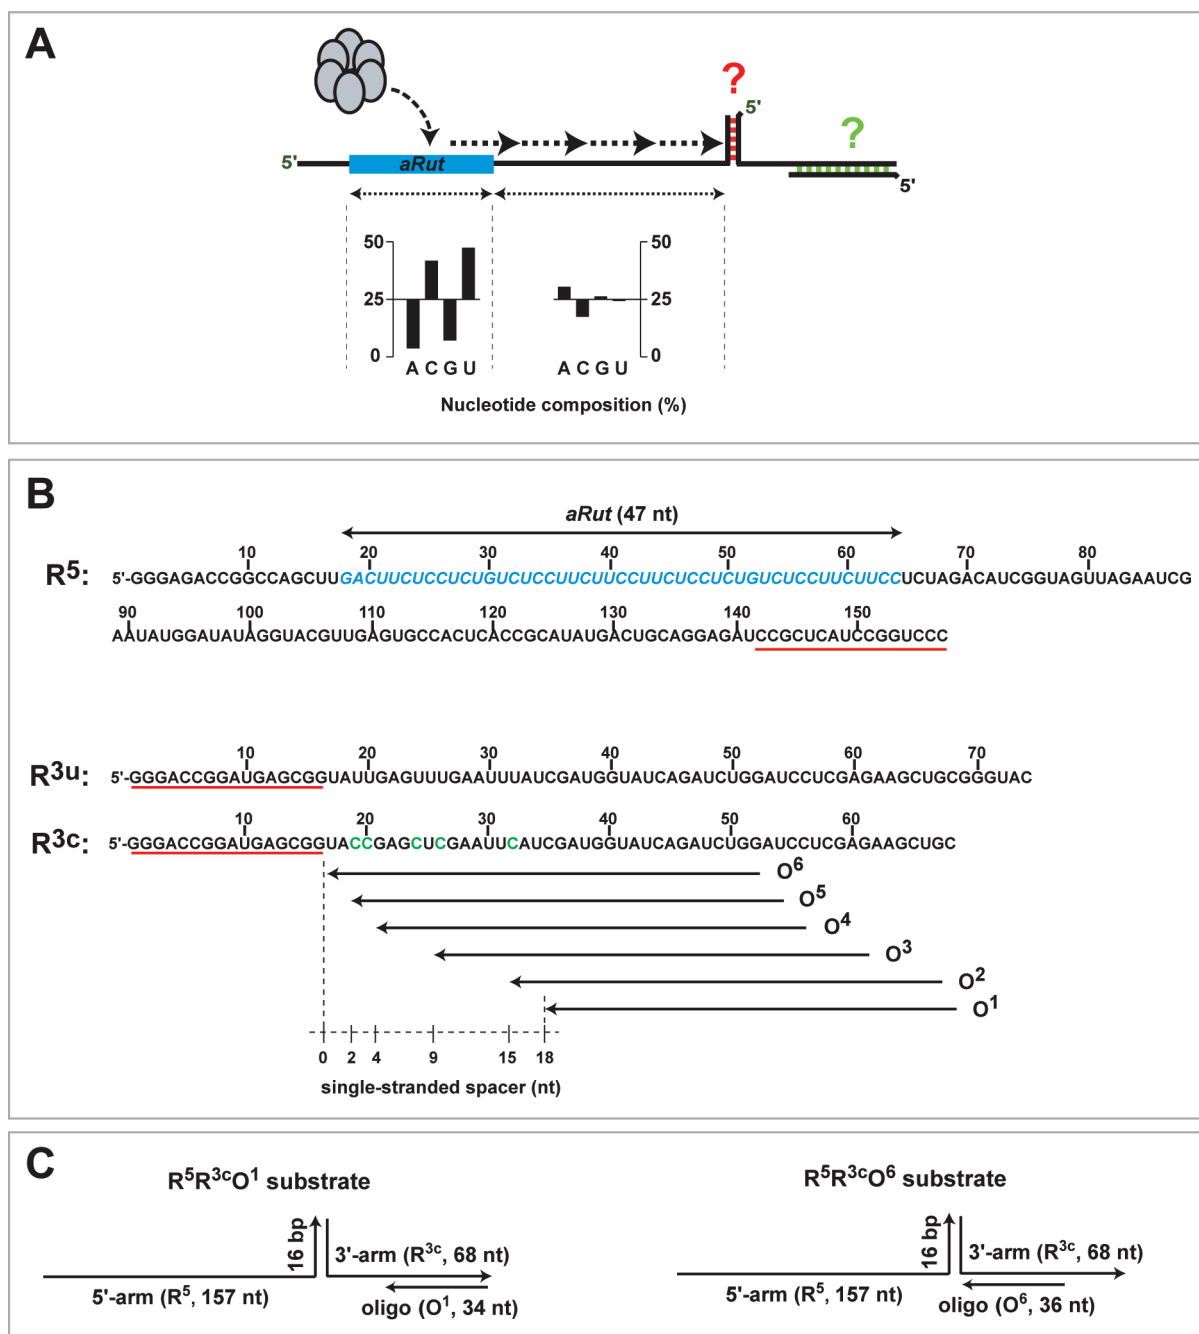 A
?
5'
?
5'
aRut
5'
50
50
25
25
0
0
A C G U
A C G U
Nucleotide composition (%)
B
aRut (47 nt)
10 20 30 40 50 60 70 80
R5: 5'-GGGAGACCGGCCAGCUUGACUUCUCCUCUGUCUCCUUCUUCCUUCUCCUCUGUCUCCUUCUUCCUCUAGACAUCGGUAGUUAGAAUCG
90 100 110 120 130 140 150
AAUAUGGAUAUAGGUACGUUGAGUGCCACUCACCGCAUAUGACUGCAGGAGAUCCGCUCAUCCGGUCCC
10 20 30 40 50 60 70
R3u: 5'-GGGACCGGAUGAGCGGUAUUGAGUUUGAAUUUAUCGAUGGUAUCAGAUCUGGAUCCUCGAGAAGCUGCGGGUAC
10 20 30 40 50 60
R3c: 5'-GGGACCGGAUGAGCGGUACCGAGCUCGAAUUCAUCGAUGGUAUCAGAUCUGGAUCCUCGAGAAGCUGC
O6
O5
O4
O3
O2
O1
0 2 4 9 15 18
single-stranded spacer (nt)
C
R5R3cO1 substrate
16 bp
3'-arm (R3c, 68 nt)
5'-arm (R5, 157 nt)
oligo (O1, 34 nt)
R5R3cO6 substrate
16 bp
3'-arm (R3c, 68 nt)
5'-arm (R5, 157 nt)
oligo (O6, 36 nt)